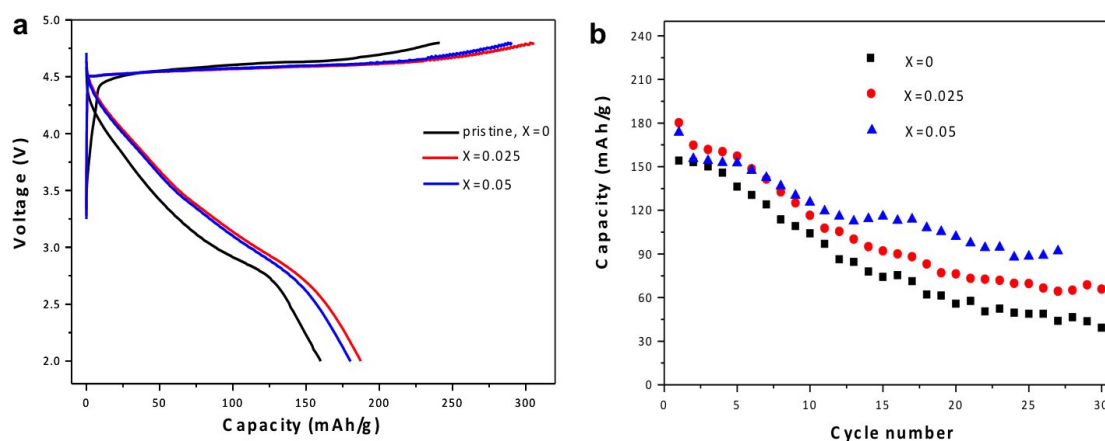 a
5.0
4.5
4.0
3.5
3.0
2.5
2.0
Voltage (V)
pristine, X=0
X=0.025
X=0.05
0 50 100 150 200 250 300
Capacity (mAh/g)
b
240
210
180
150
120
90
60
30
0
Capacity (mAh/g)
X=0
X=0.025
X=0.05
0 5 10 15 20 25 30
Cycle number